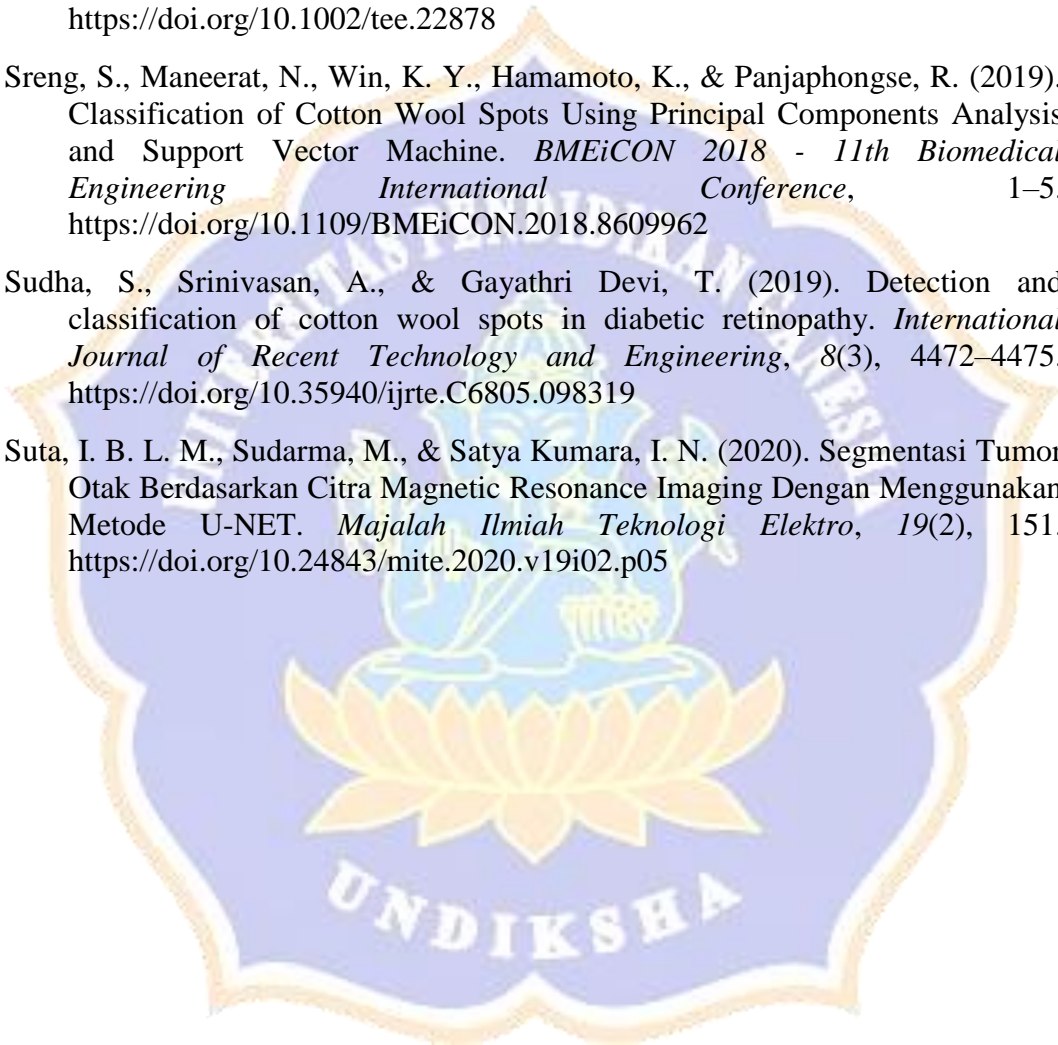 https://doi.org/10.1002/tee.22878
Sreng, S., Maneerat, N., Win, K. Y., Hamamoto, K., & Panjaphongse, R. (2019).
Classification of Cotton Wool Spots Using Principal Components Analysis
and Support Vector Machine. BMEiCON 2018 - 11th Biomedical
Engineering International Conference, 1–5.
https://doi.org/10.1109/BMEiCON.2018.8609962
Sudha, S., Srinivasan, A., & Gayathri Devi, T. (2019). Detection and
classification of cotton wool spots in diabetic retinopathy. International
Journal of Recent Technology and Engineering, 8(3), 4472–4475.
https://doi.org/10.35940/ijrte.C6805.098319
Suta, I. B. L. M., Sudarma, M., & Satya Kumara, I. N. (2020). Segmentasi Tumor
Otak Berdasarkan Citra Magnetic Resonance Imaging Dengan Menggunakan
Metode U-NET. Majalah Ilmiah Teknologi Elektro, 19(2), 151.
https://doi.org/10.24843/mite.2020.v19i02.p05
UNIVERSITAS PENDIDIKAN GANESHA
UNDIKSHA